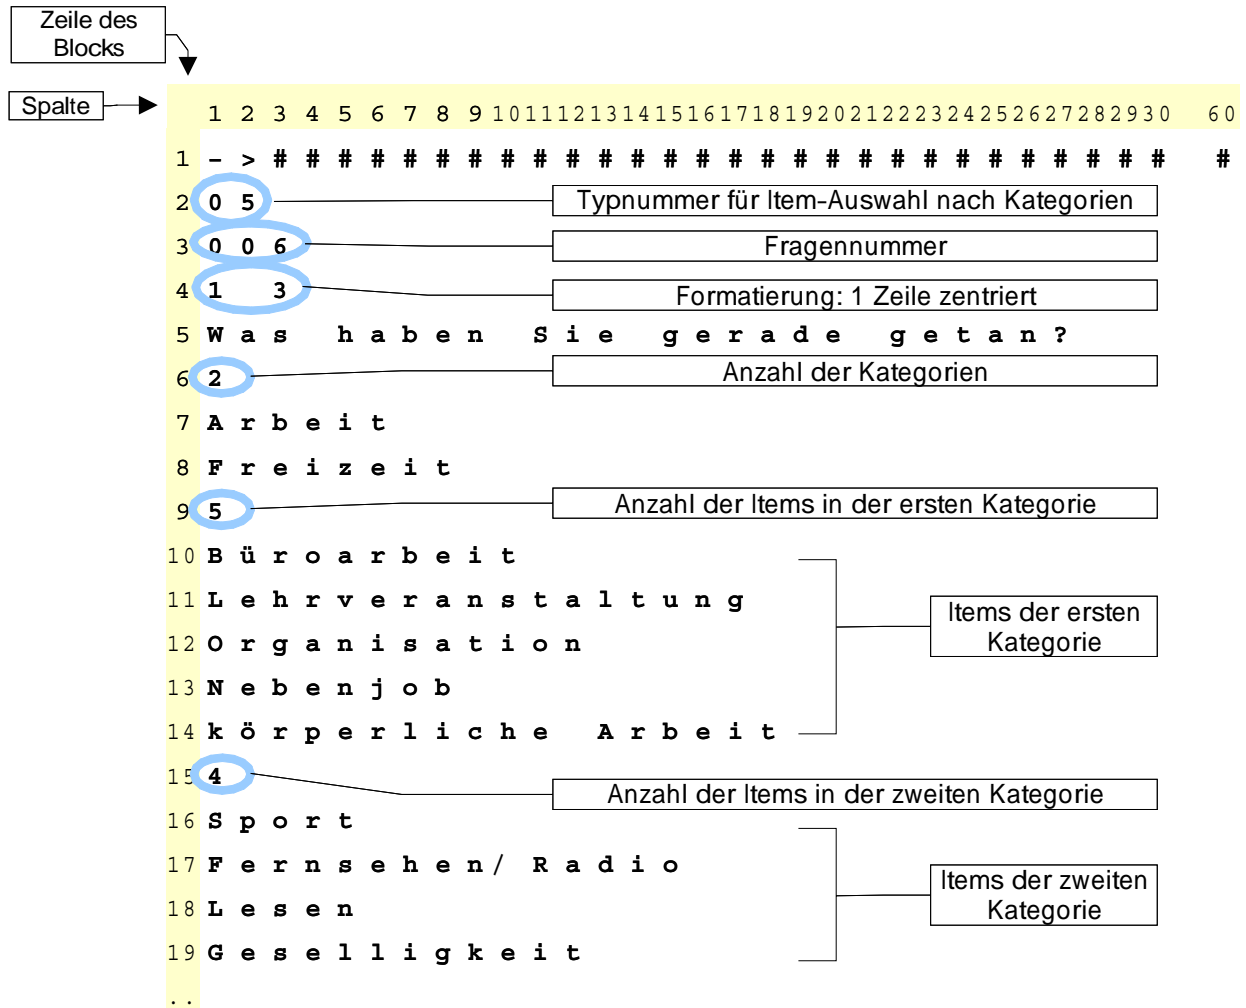 Zeile des
Blocks
Spalte
1 2 3 4 5 6 7 8 9 10 11 12 13 14 15 16 17 18 19 20 21 22 23 24 25 26 27 28 29 30 60
1 - > # # # # # # # # # # # # # # # # # # # # # # # # # # # # #
2 0 5 Typnummer für Item-Auswahl nach Kategorien
3 0 0 6 Fragennummer
4 1 3 Formatierung: 1 Zeile zentriert
5 Was haben Sie gerade getan?
6 2 Anzahl der Kategorien
7 Arbeit
8 Freizeit
9 5 Anzahl der Items in der ersten Kategorie
10 Büroarbeit
11 Lehrveranstaltung
Items der ersten
Kategorie
12 Organisation
13 Nebenjob
14 körperliche Arbeit
15 4 Anzahl der Items in der zweiten Kategorie
16 Sport
17 Fernsehen/ Radio
Items der zweiten
Kategorie
18 Lesen
19 Geselligkeit
..